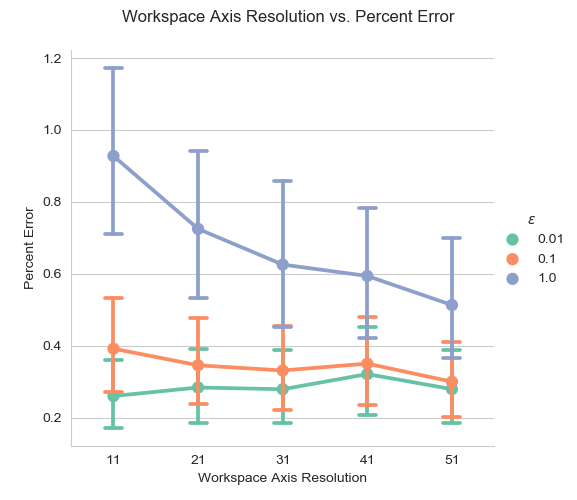 Workspace Axis Resolution vs. Percent Error
1.2
1.0
0.8
0.6
0.4
0.2
Percent Error
11 21 31 41 51
Workspace Axis Resolution
ε
0.01
0.1
1.0